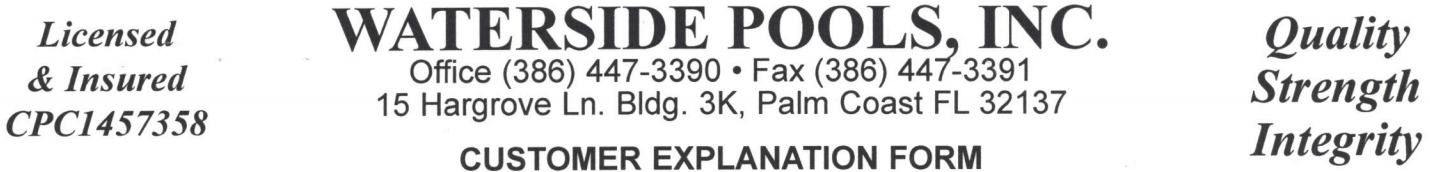 Licensed
& Insured
CPC1457358
WATERSIDE POOLS, INC.
Office (386) 447-3390 • Fax (386) 447-3391
15 Hargrove Ln. Bldg. 3K, Palm Coast FL 32137
CUSTOMER EXPLANATION FORM
Quality
Strength
Integrity